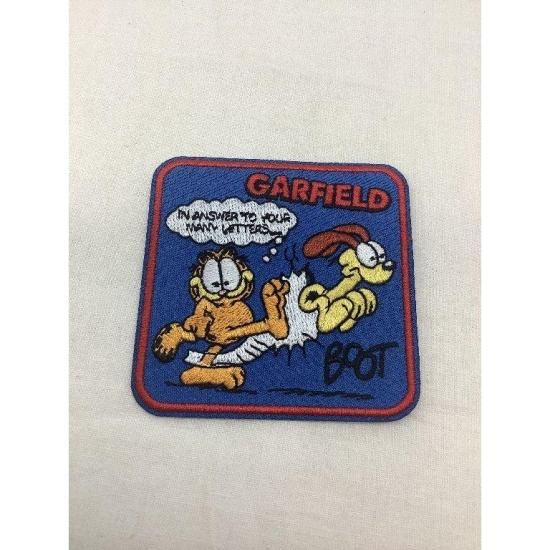 GARFIELD
IN ANSWER TO YOUR
MANY LETTERS...
BOOT